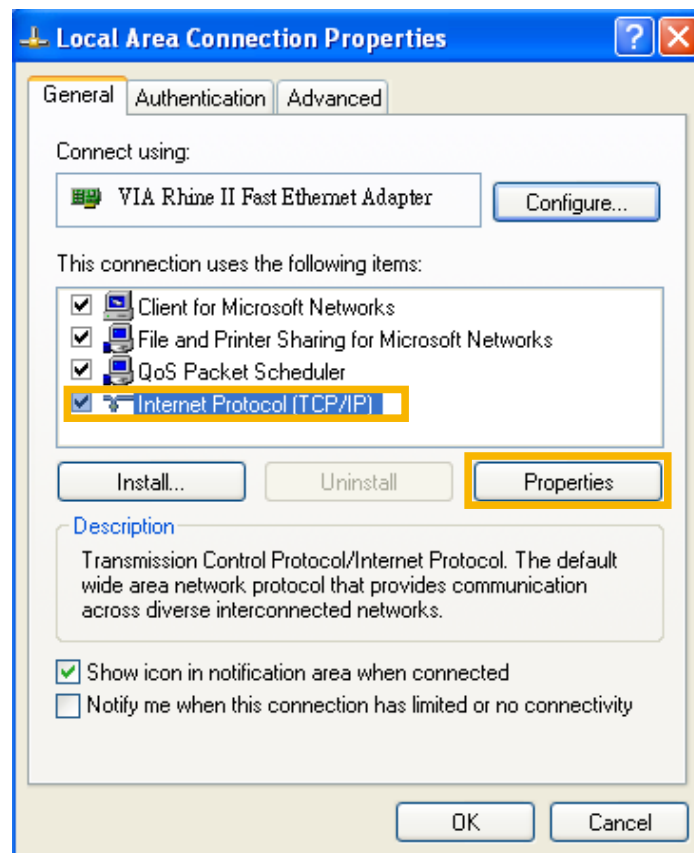 Local Area Connection Properties
?
General Authentication Advanced
Connect using:
VIA Rhine II Fast Ethernet Adapter Configure...
This connection uses the following items:
Client for Microsoft Networks
File and Printer Sharing for Microsoft Networks
QoS Packet Scheduler
Internet Protocol (TCP/IP)
Install... Uninstall Properties
Description
Transmission Control Protocol/Internet Protocol. The default
wide area network protocol that provides communication
across diverse interconnected networks.
Show icon in notification area when connected
Notify me when this connection has limited or no connectivity
OK Cancel